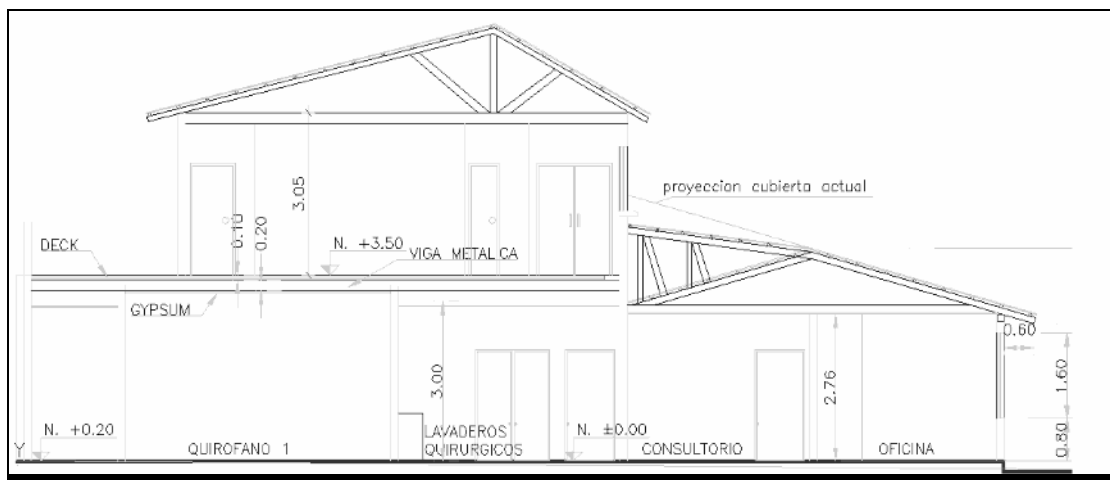 proyeccion cubierta actual
3.05
0.10
0.20
N. +3.50
DECK
VIGA METALICA
GYPSUM
0.60
3.00
2.76
1.60
0.80
N. +0.20
QUIROFANO 1
LAVADEROS
QUIRURGICOS
N. ±0.00
CONSULTORIO
OFICINA
Y